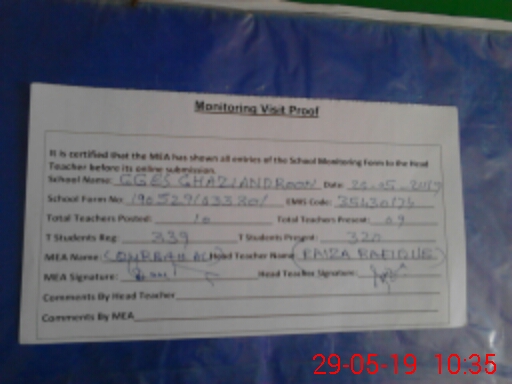 Monitoring Visit Proof
It is certified that the MEA has shown all entries of the School Monitoring Form to the Head
Teacher before its online submission.
School Name: GGES GHAZIANDROON Date:
School Form No: EMIS Code:
Total Teachers Posted: 10 Total Teachers Present: 09
T Students Reg: 339 T Students Present: 320
MEA Name: Head Teacher Name (FAIZA RAFIQUE)
MEA Signature: Head Teacher Signature:
Comments By Head Teacher
Comments By MEA
29-05-19 10:35